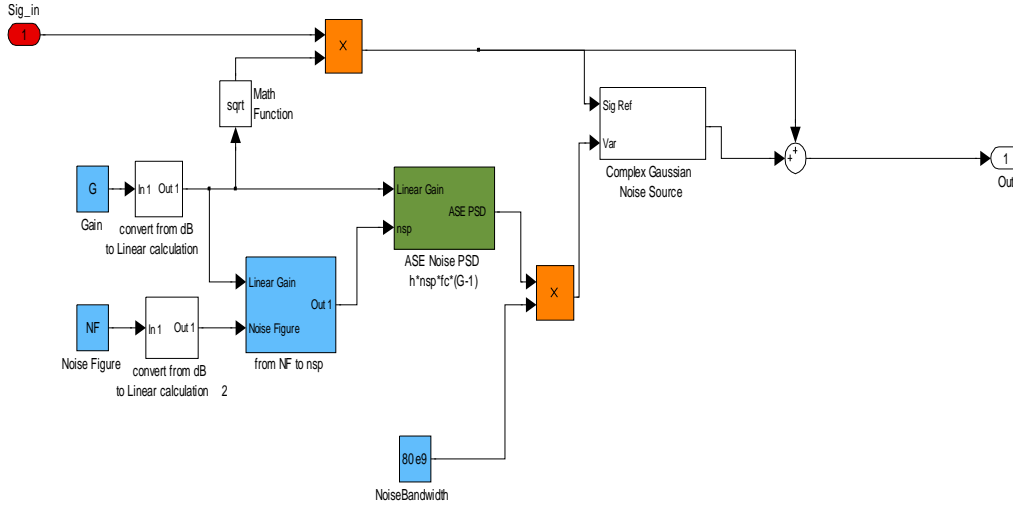 Sig_in
1
X
sqrt
Math
Function
Sig Ref
Var
Complex Gaussian
Noise Source
1
Out
G
Gain
In 1 Out 1
convert from dB
to Linear calculation
Linear Gain
ASE PSD
nsp
ASE Noise PSD
h*nsp*fc*(G-1)
X
Linear Gain
Out 1
Noise Figure
from NF to nsp
NF
Noise Figure
In 1 Out 1
convert from dB
to Linear calculation 2
80e9
NoiseBandwidth
+
+